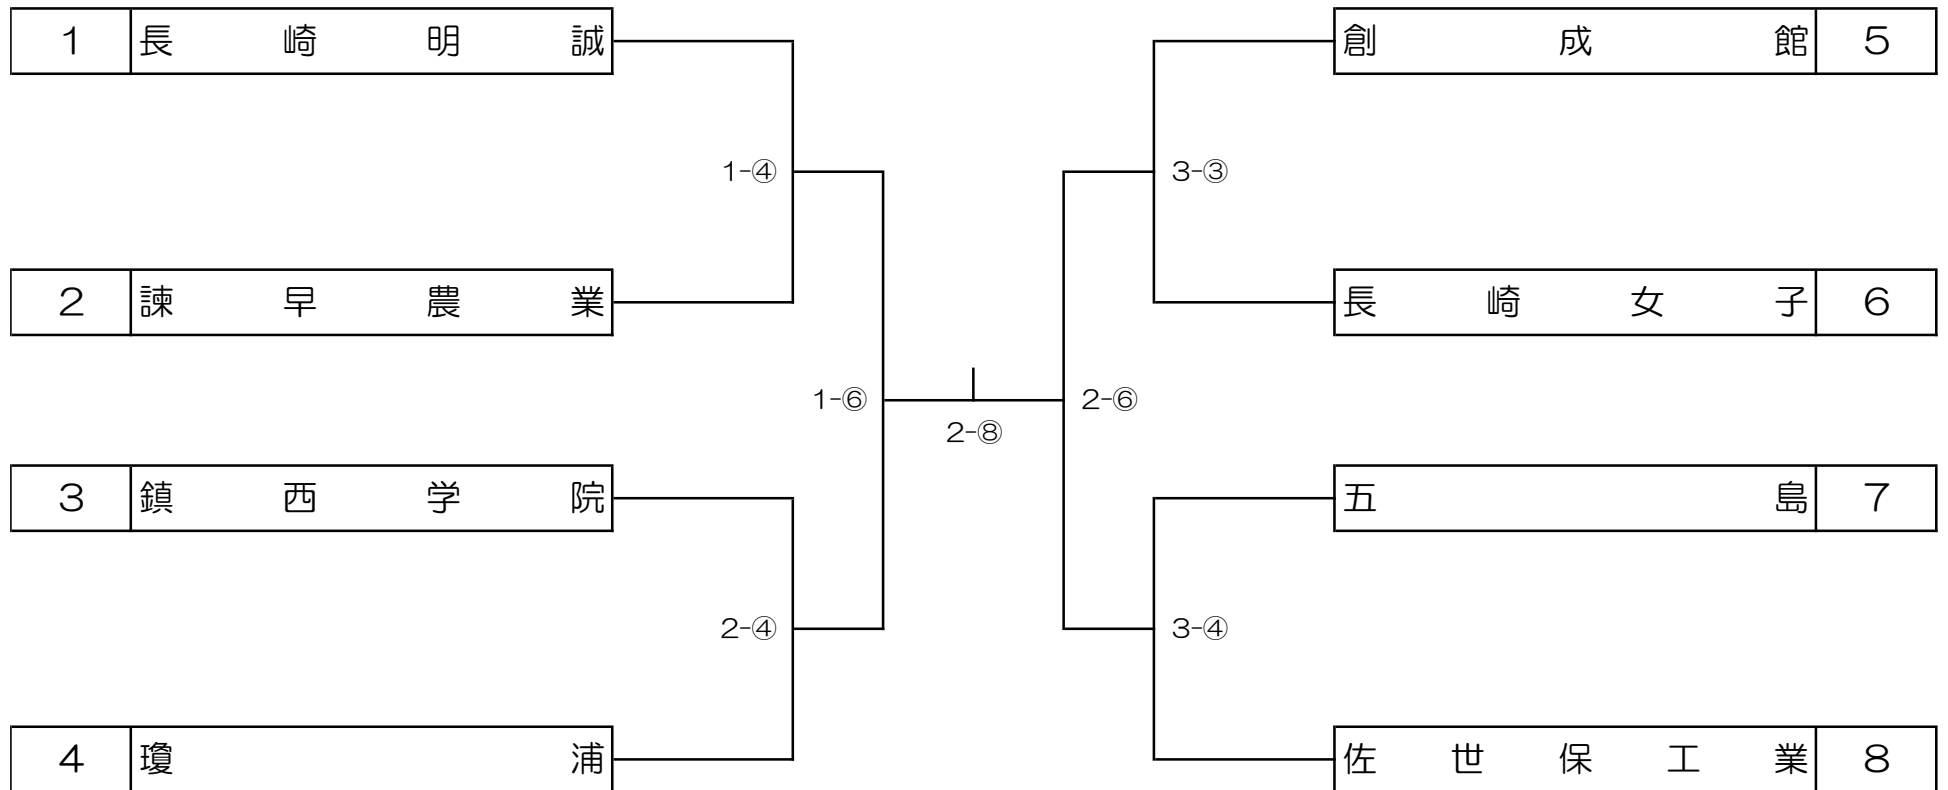 1 長崎明誠
創成館 5
1-④
3-③
2 諫早農業
長崎女子 6
1-⑥
2-⑥
2-⑧
3 鎮西学院
五島 7
2-④
3-④
4 瓊浦
佐世保工業 8